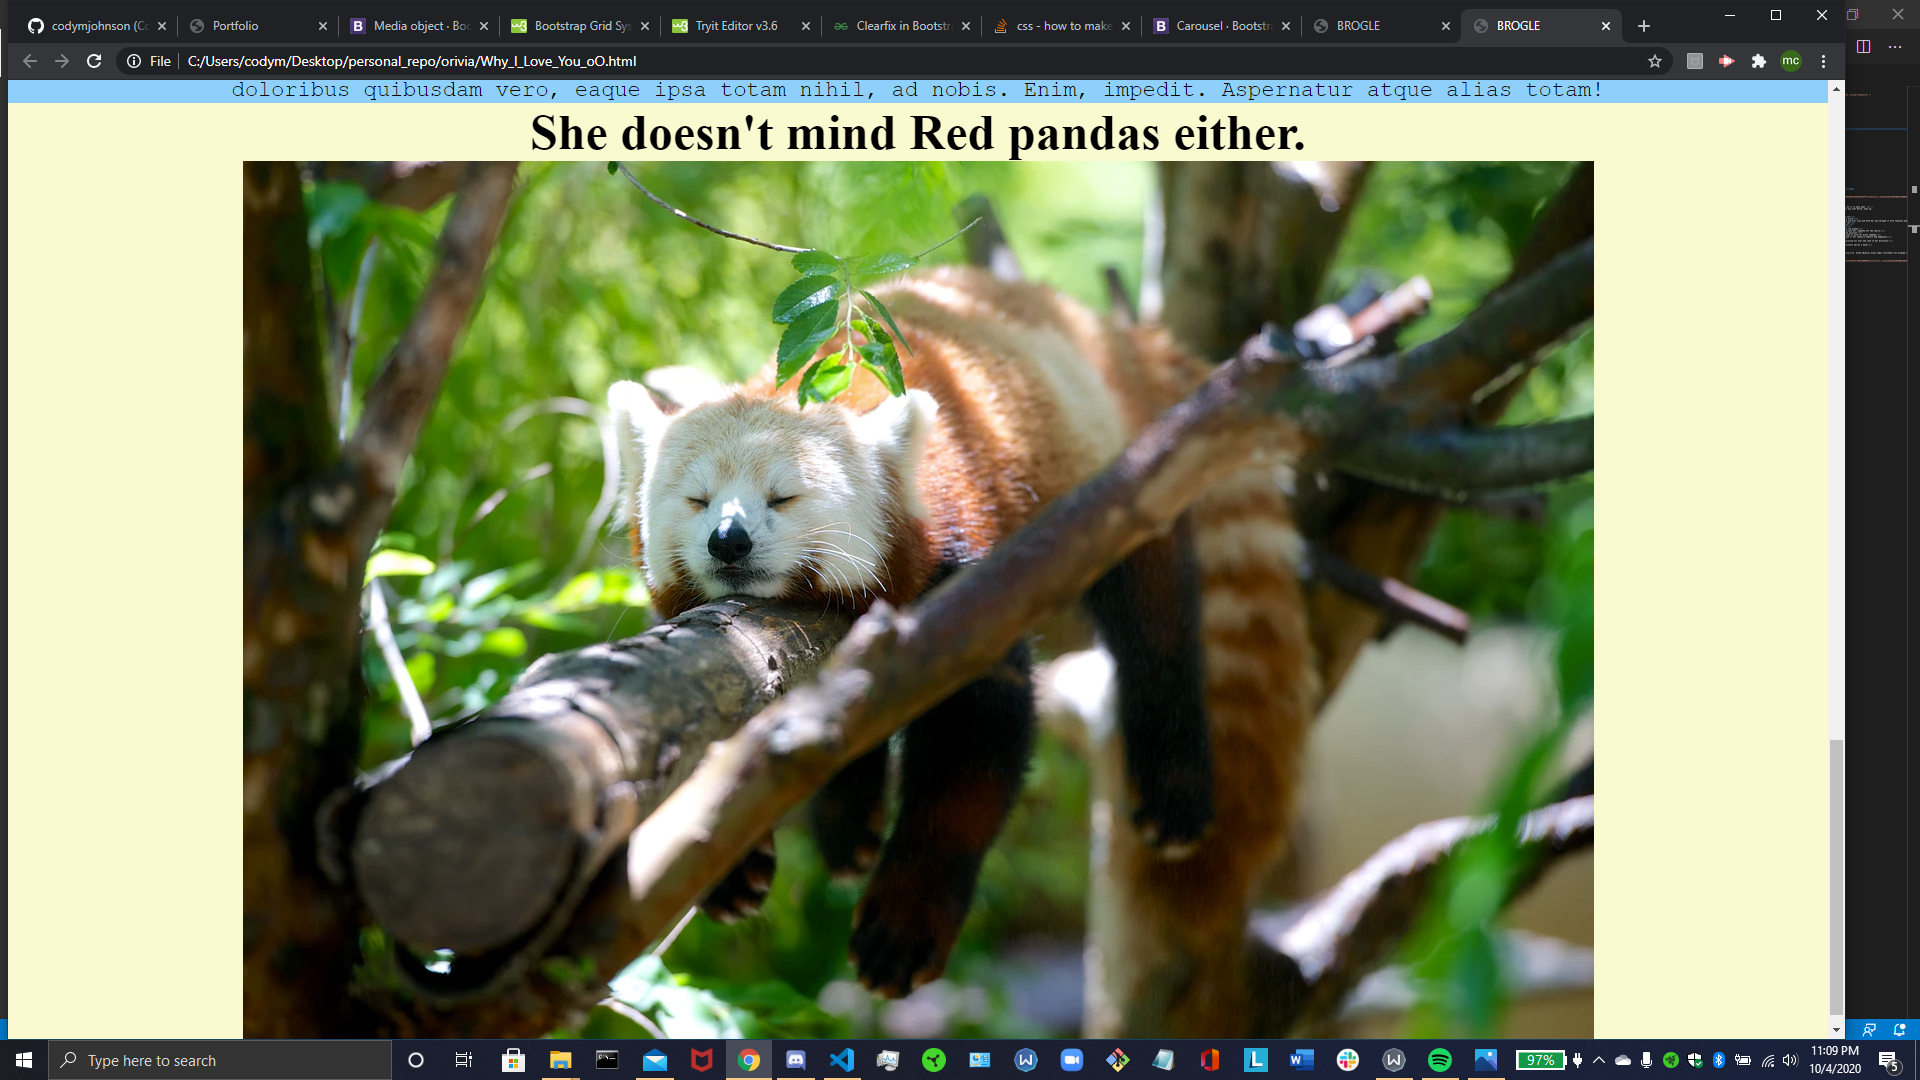 codymjohnson (Co
Portfolio
Media object · Boo
Bootstrap Grid Sys
Tryit Editor v3.6
Clearfix in Bootstr
css - how to make
Carousel · Bootstra
BROGLE
BROGLE
File
C:/Users/codym/Desktop/personal_repo/orivia/Why_I_Love_You_oO.html
mc
doloribus quibusdam vero, eaque ipsa totam nihil, ad nobis. Enim, impedit. Aspernatur atque alias totam!
She doesn't mind Red pandas either.
Type here to search
97%
11:09 PM
10/4/2020
5